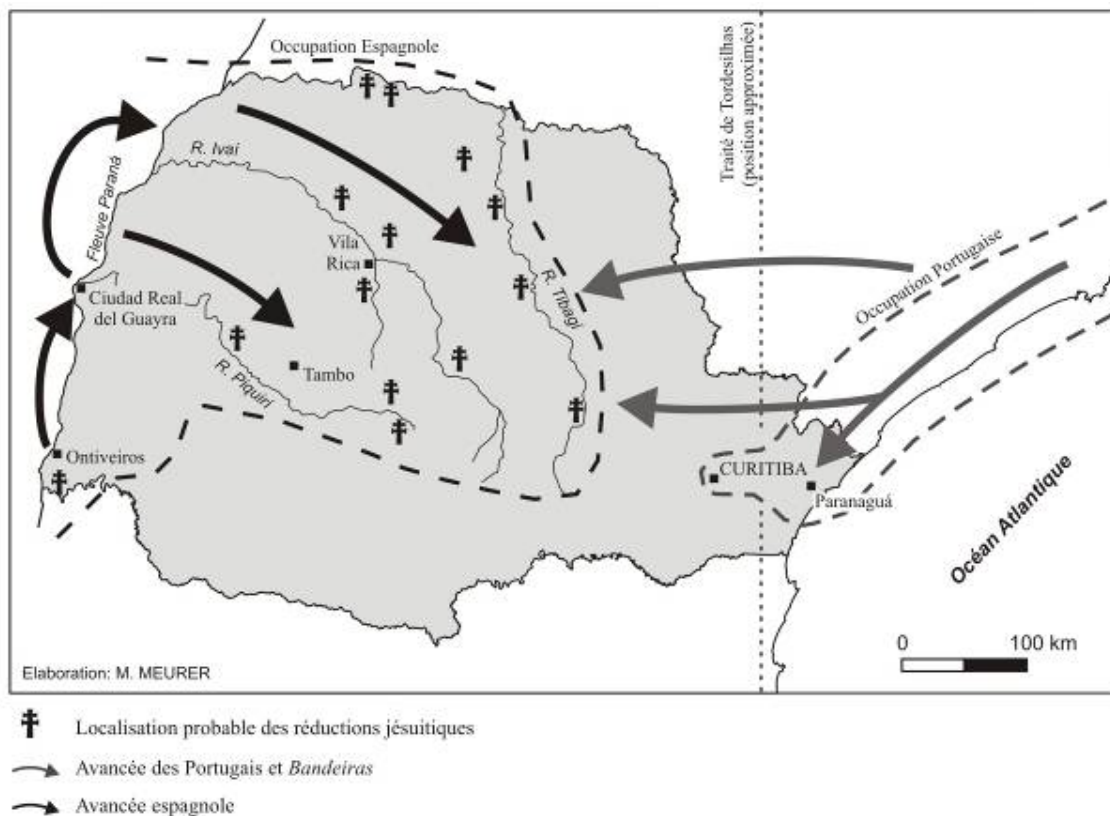 Occupation Espagnole
Traité de Tordesilhas
(position approximée)
R. Ivaí
Fleuve Paraná
Vila
Rica
R. Tibagi
Occupation Portugaise
Ciudad Real
del Guayra
Tambo
R. Piquiri
Ontiveiros
CURITIBA
Paranaguá
Océan Atlantique
0 100 km
Elaboration: M. MEURER
Localisation probable des réductions jésuitiques
Avancée des Portugais et Bandeiras
Avancée espagnole